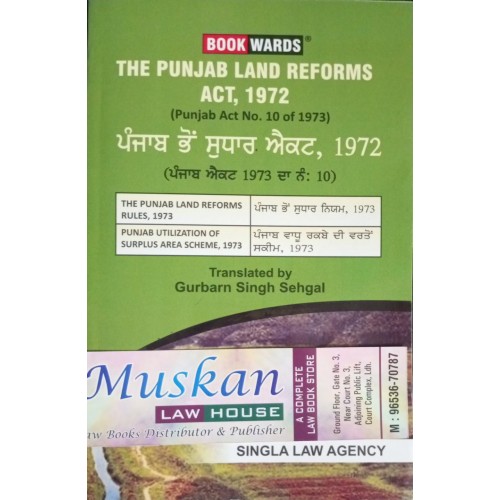 BOOK WARDS®
THE PUNJAB LAND REFORMS
ACT, 1972
(Punjab Act No. 10 of 1973)
ਪੰਜਾਬ ਭੋਂ ਸੁਧਾਰ ਐਕਟ, 1972
(ਪੰਜਾਬ ਐਕਟ 1973 ਦਾ ਨੰ: 10)
THE PUNJAB LAND REFORMS
RULES, 1973
ਪੰਜਾਬ ਭੋਂ ਸੁਧਾਰ ਨਿਯਮ, 1973
PUNJAB UTILIZATION OF
SURPLUS AREA SCHEME, 1973
ਪੰਜਾਬ ਵਾਧੂ ਰਕਬੇ ਦੀ ਵਰਤੋਂ
ਸਕੀਮ, 1973
Translated by
Gurbarn Singh Sehgal
Muskan
LAW HOUSE
aw Books Distributor & Publisher
A COMPLETE
LAW BOOK STORE
Ground Floor, Gate No. 3,
Near Court No. 3,
Adjoining Public Lift,
Court Complex, Ldh.
M : 96536-70787
SINGLA LAW AGENCY